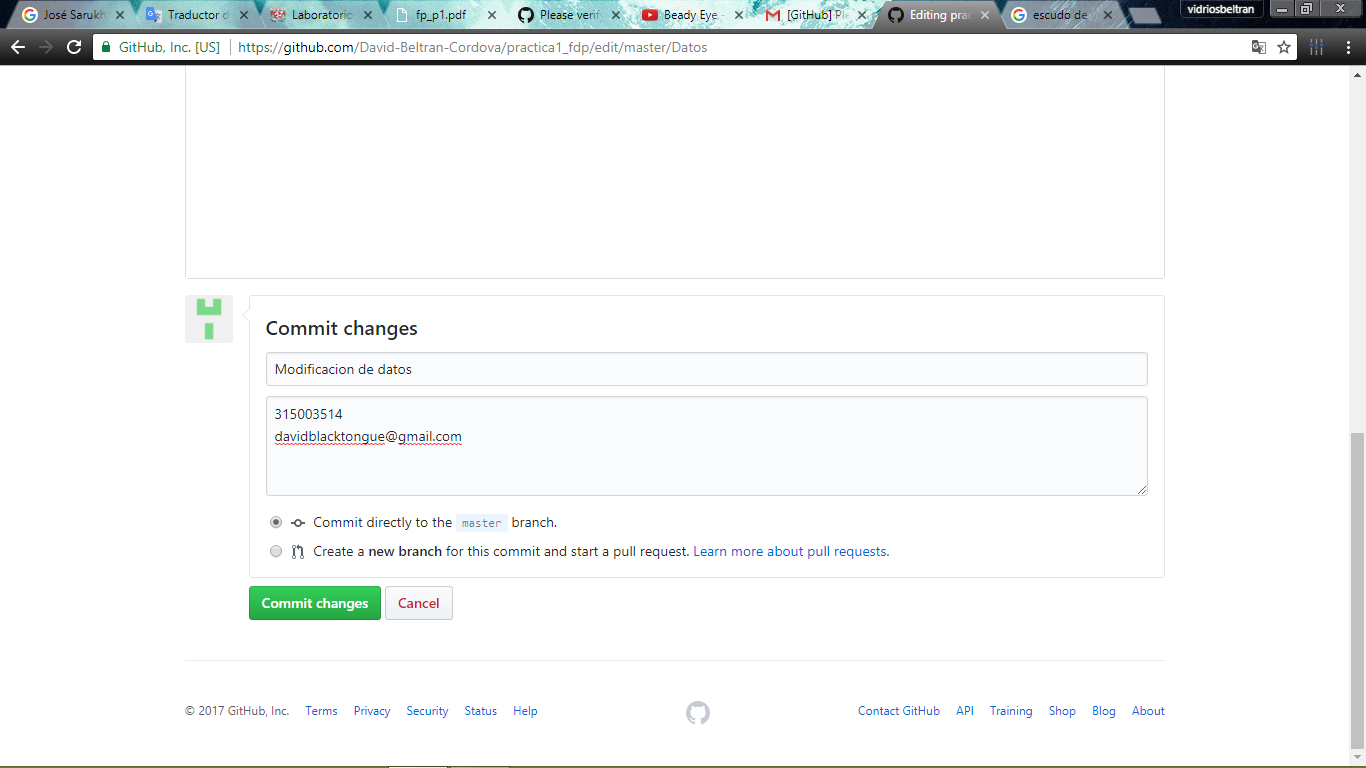 José Sarukh
Traductor d
Laboratorio
fp_p1.pdf
Please verif
Beady Eye -
[GitHub] Pl
Editing prac
escudo de
vidriosbeltran
GitHub, Inc. [US]
https://github.com/David-Beltran-Cordova/practica1_fdp/edit/master/Datos
Commit changes
Modificacion de datos
315003514
davidblacktongue@gmail.com
Commit directly to the master branch.
Create a new branch for this commit and start a pull request. Learn more about pull requests.
Commit changes
Cancel
© 2017 GitHub, Inc. Terms Privacy Security Status Help
Contact GitHub API Training Shop Blog About